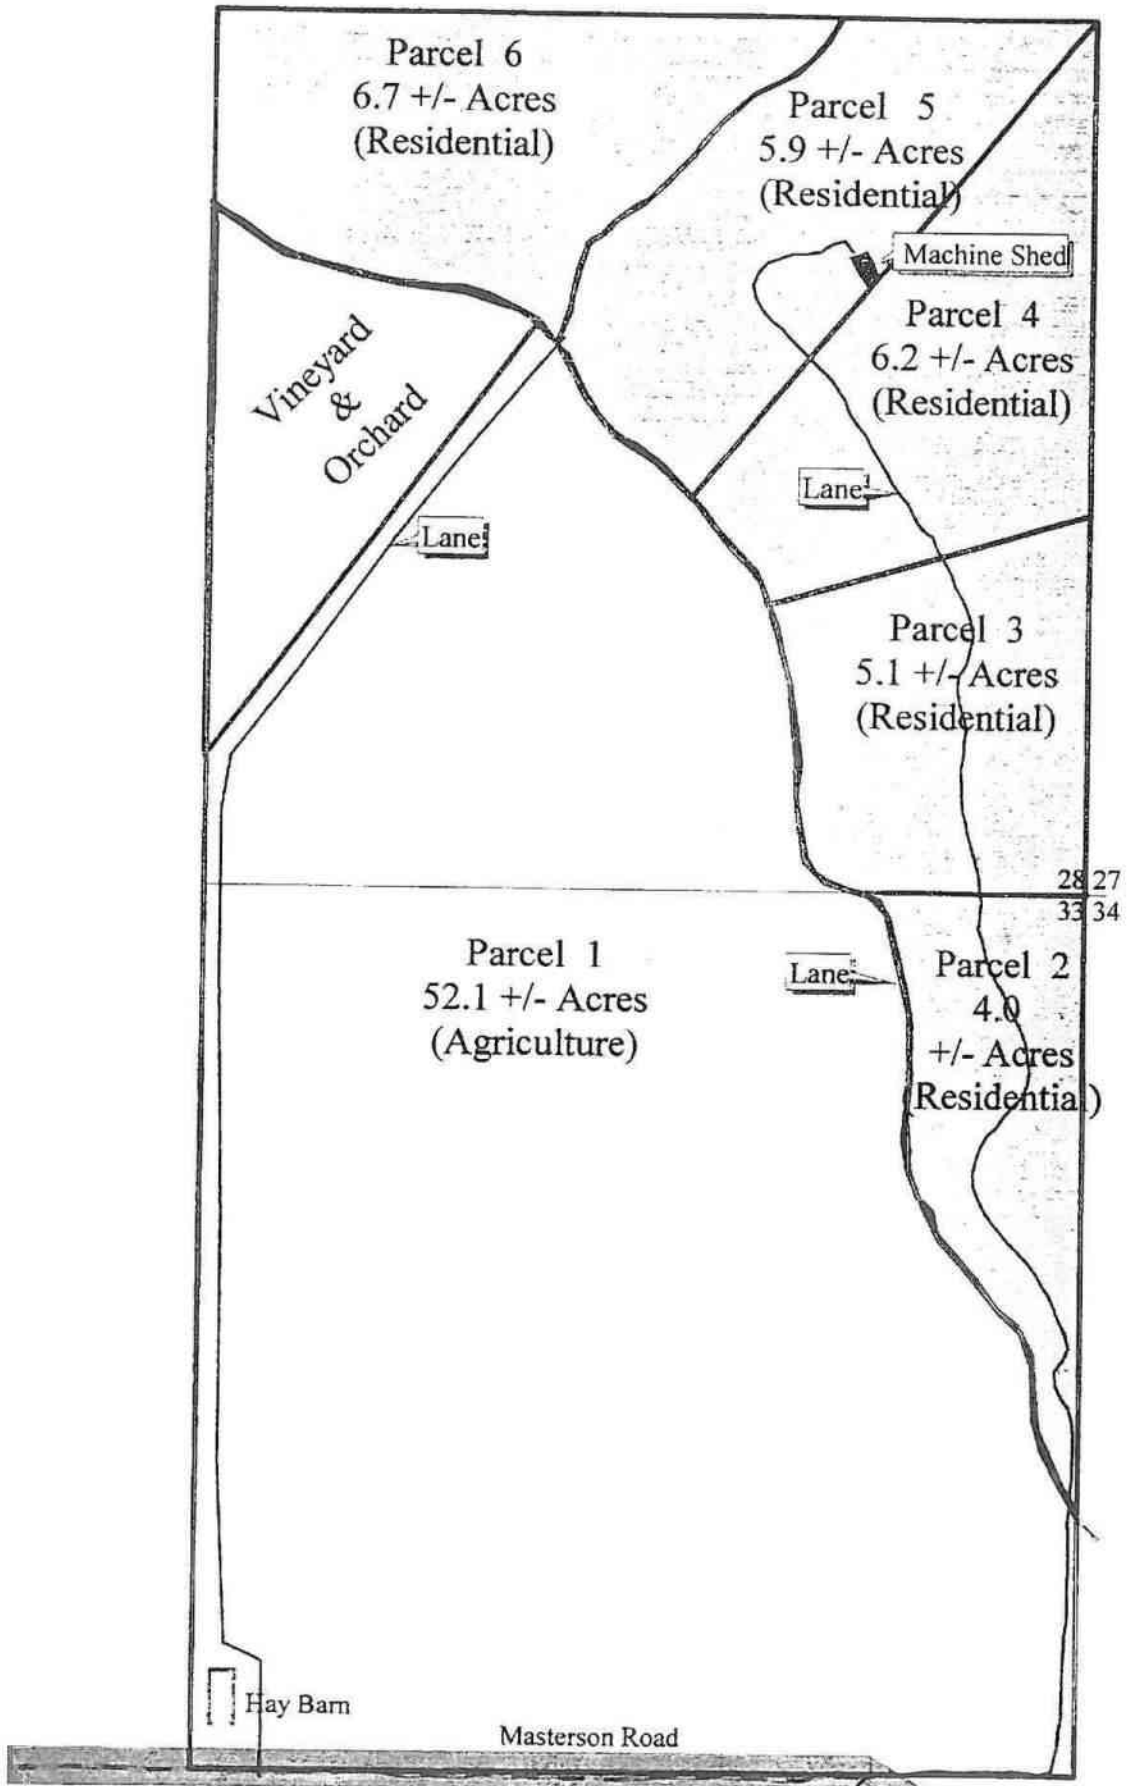 Parcel 6
6.7 +/- Acres
(Residential)
Parcel 5
5.9 +/- Acres
(Residential)
Machine Shed
Parcel 4
6.2 +/- Acres
(Residential)
Vineyard
&
Orchard
Lane
Lane
Parcel 3
5.1 +/- Acres
(Residential)
28 27
33 34
Parcel 1
52.1 +/- Acres
(Agriculture)
Lane
Parcel 2
4.0
+/- Acres
(Residential)
Hay Barn
Masterson Road